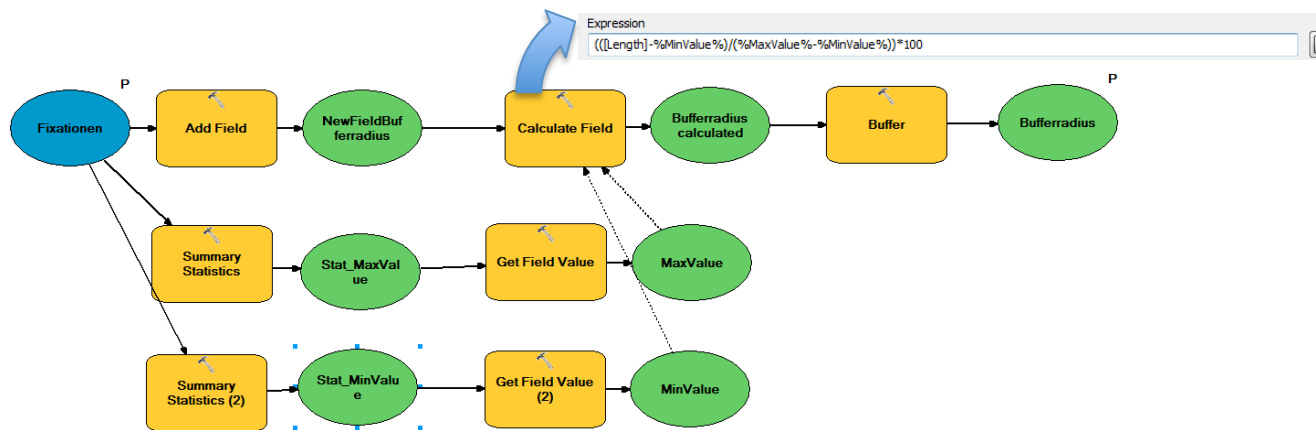 Expression
(([Length]-%MinValue%)/(%MaxValue%-%MinValue%))*100
P
P
Fixationen
Add Field
NewFieldBuf
ferradius
Calculate Field
Bufferradius
calculated
Buffer
Bufferradius
Summary
Statistics
Stat_MaxVal
ue
Get Field Value
MaxValue
Summary
Statistics (2)
Stat_MinValu
e
Get Field Value
(2)
MinValue